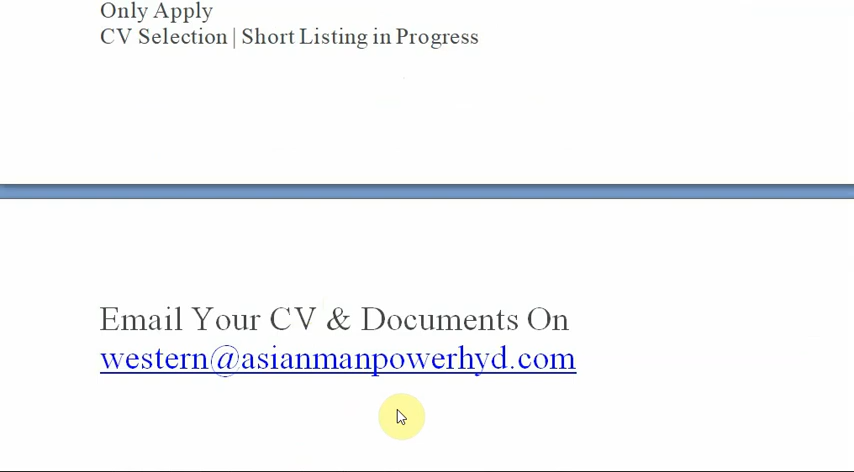 Only Apply
CV Selection | Short Listing in Progress
Email Your CV & Documents On
western@asianmanpowerhyd.com